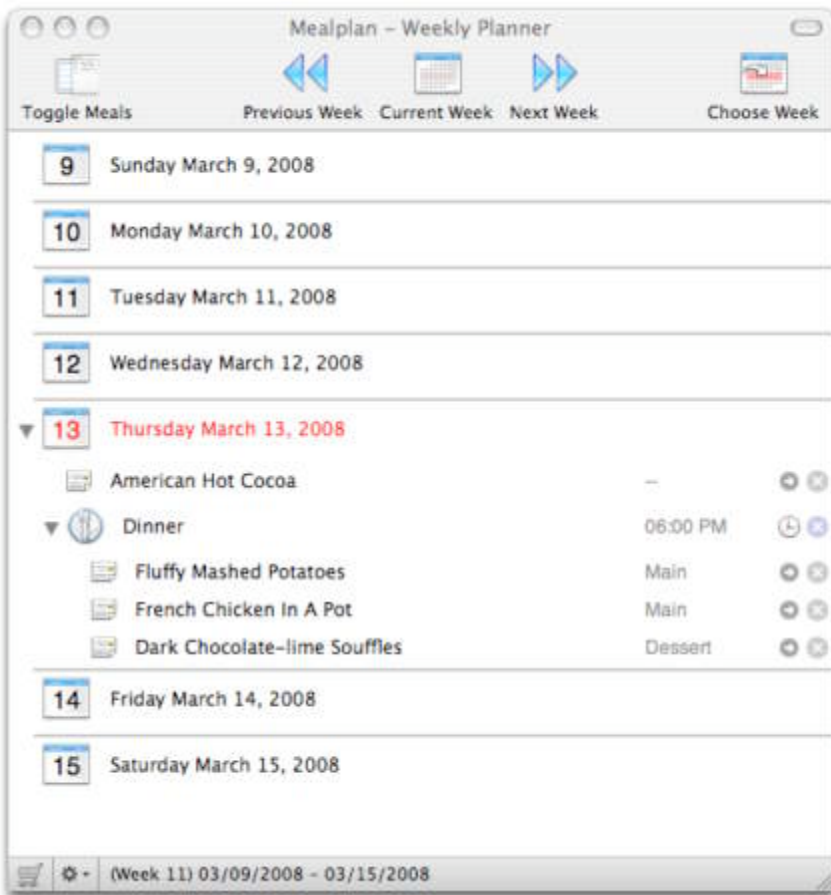 Mealplan - Weekly Planner
Toggle Meals Previous Week Current Week Next Week Choose Week
9 Sunday March 9, 2008
10 Monday March 10, 2008
11 Tuesday March 11, 2008
12 Wednesday March 12, 2008
13 Thursday March 13, 2008
American Hot Cocoa --
Dinner 06:00 PM
Fluffy Mashed Potatoes Main
French Chicken In A Pot Main
Dark Chocolate-lime Souffles Dessert
14 Friday March 14, 2008
15 Saturday March 15, 2008
(Week 11) 03/09/2008 - 03/15/2008